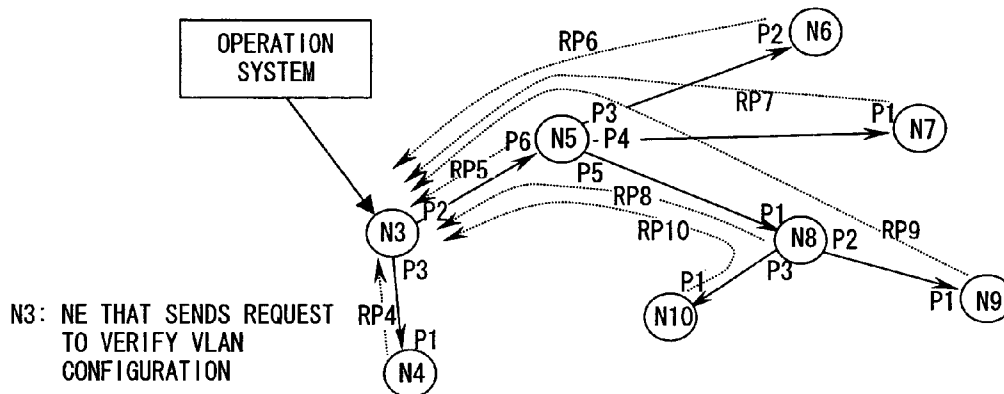 OPERATION
SYSTEM
RP6
P2
N6
RP7
P1
N7
P3
P6
N5
P4
RP5
P5
RP8
P2
N3
P3
RP10
P1
N8
P2
RP9
P3
P1
N10
P1
N9
N3: NE THAT SENDS REQUEST
TO VERIFY VLAN
CONFIGURATION
RP4
P1
N4